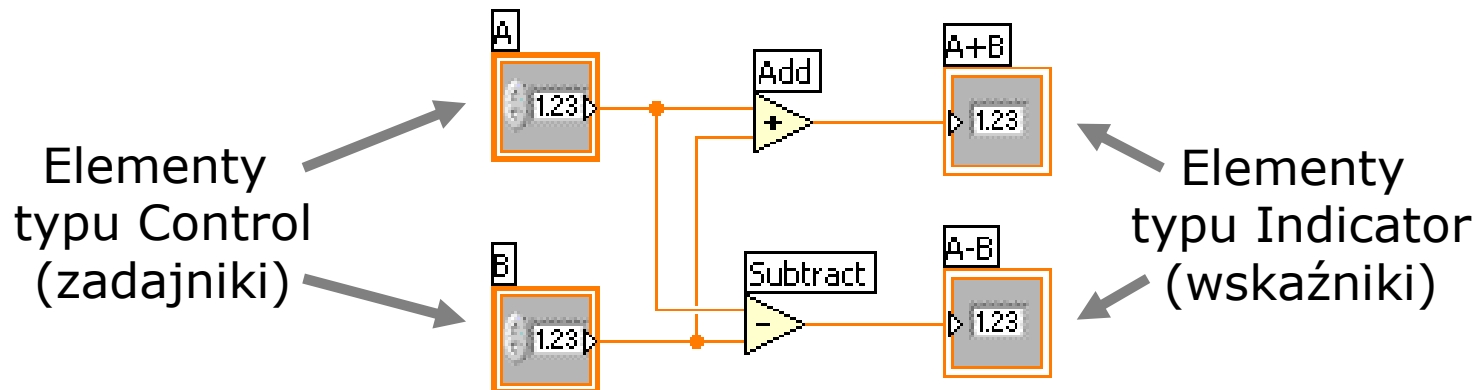 A
1.23
Add
+
A+B
1.23
Elementy
typu Control
(zadajniki)
Elementy
typu Indicator
(wskaźniki)
B
1.23
Subtract
-
A-B
1.23